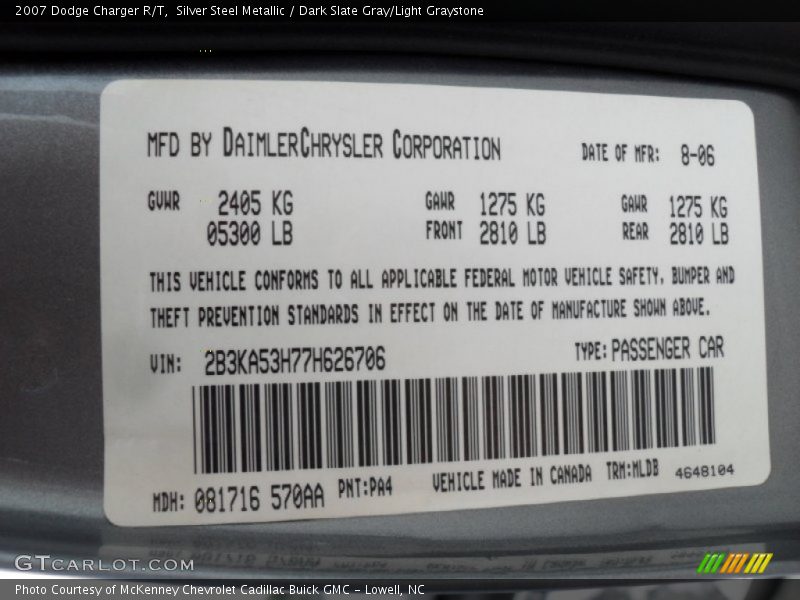 2007 Dodge Charger R/T,  Silver Steel Metallic / Dark Slate Gray/Light Graystone
MFD BY DAIMLERCHRYSLER CORPORATION DATE OF MFR: 8-06
GVWR 2405 KG GAWR 1275 KG GAWR 1275 KG
05300 LB FRONT 2810 LB REAR 2810 LB
THIS VEHICLE CONFORMS TO ALL APPLICABLE FEDERAL MOTOR VEHICLE SAFETY, BUMPER AND
THEFT PREVENTION STANDARDS IN EFFECT ON THE DATE OF MANUFACTURE SHOWN ABOVE.
VIN: 2B3KA53H77H626706 TYPE: PASSENGER CAR
MDH: 081716 570AA PNT:PA4 VEHICLE MADE IN CANADA TRM:MLDB 4648104
GTCARLOT.COM
Photo Courtesy of McKenney Chevrolet Cadillac Buick GMC - Lowell, NC